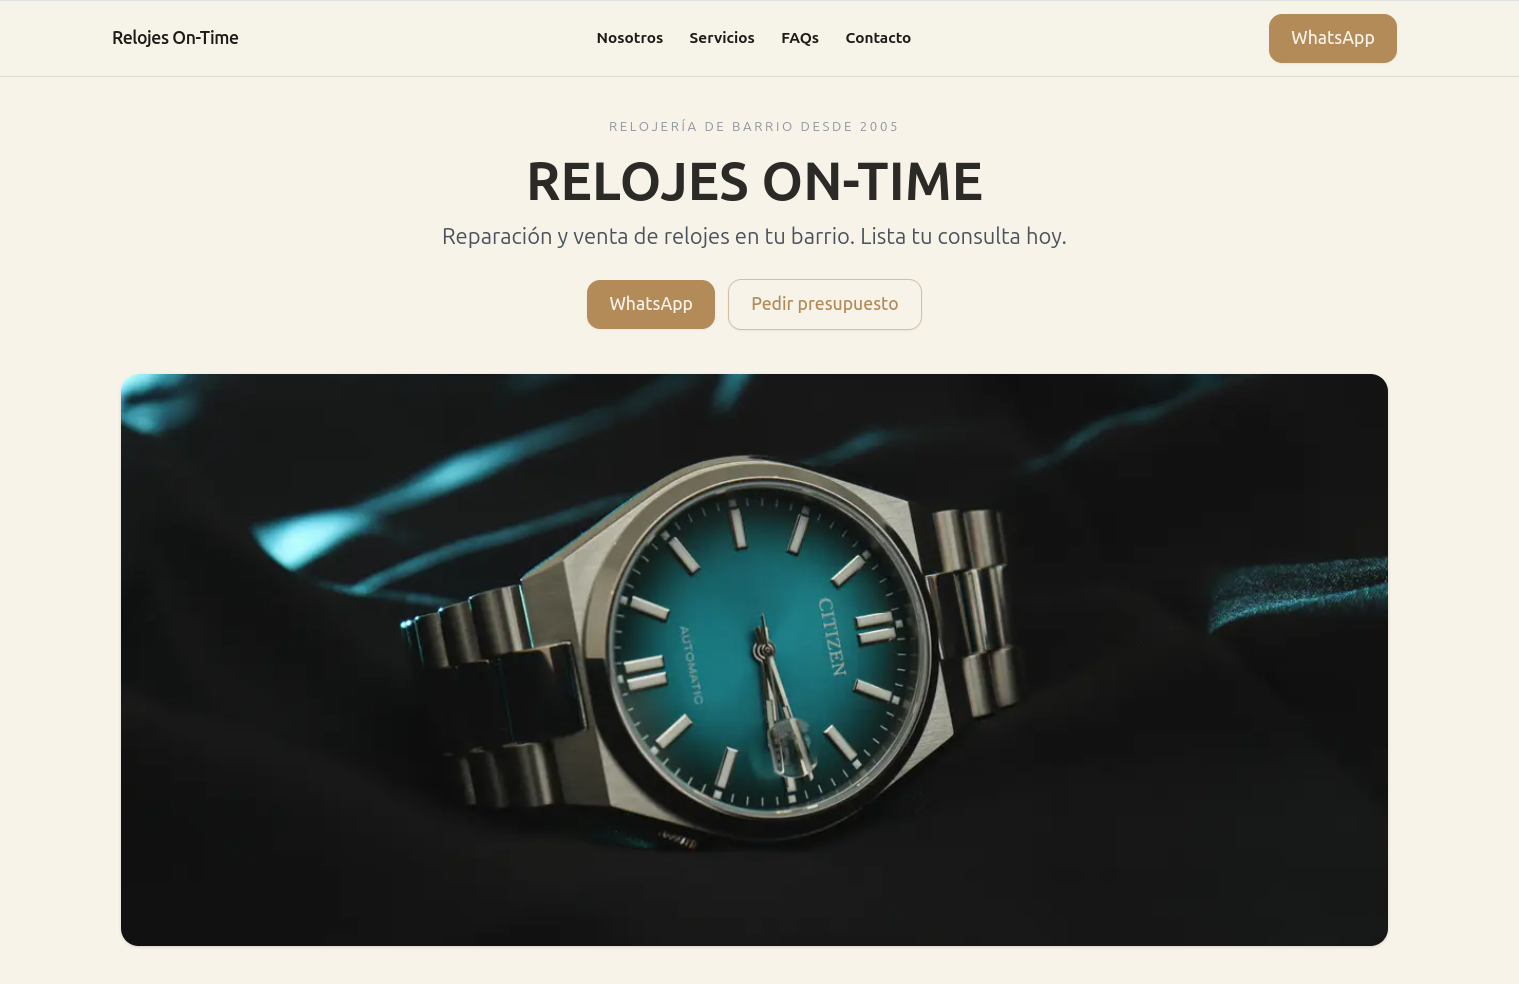 Relojes On-Time
Nosotros Servicios FAQs Contacto
WhatsApp
RELOJERÍA DE BARRIO DESDE 2005
RELOJES ON-TIME
Reparación y venta de relojes en tu barrio. Lista tu consulta hoy.
WhatsApp
Pedir presupuesto
CITIZEN
AUTOMATIC